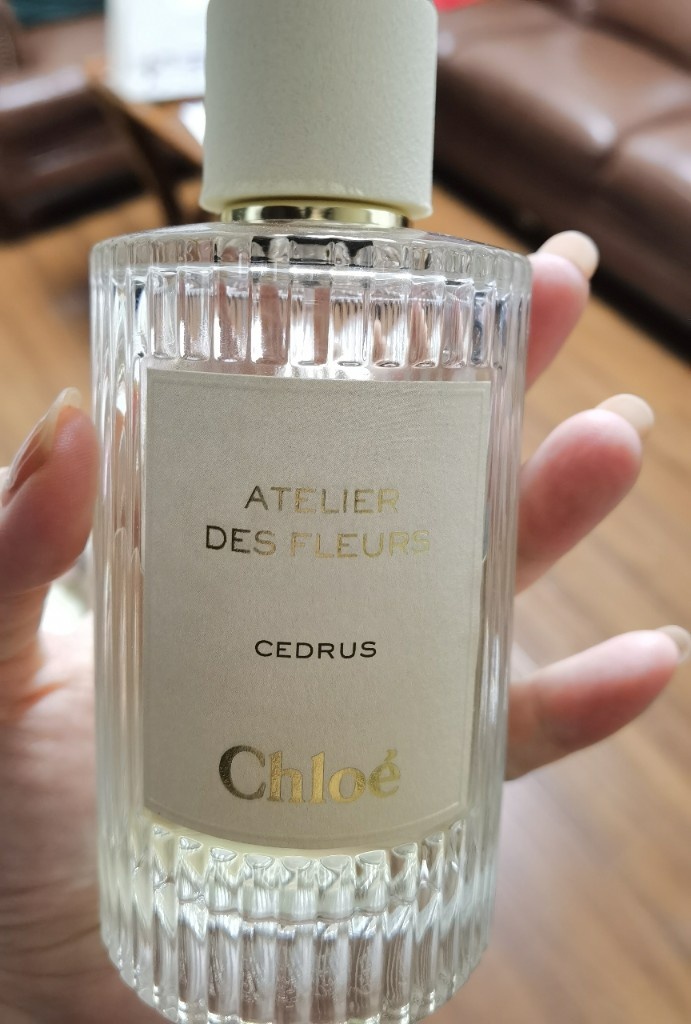 ATELIER
DES FLEURS
CEDRUS
Chloé